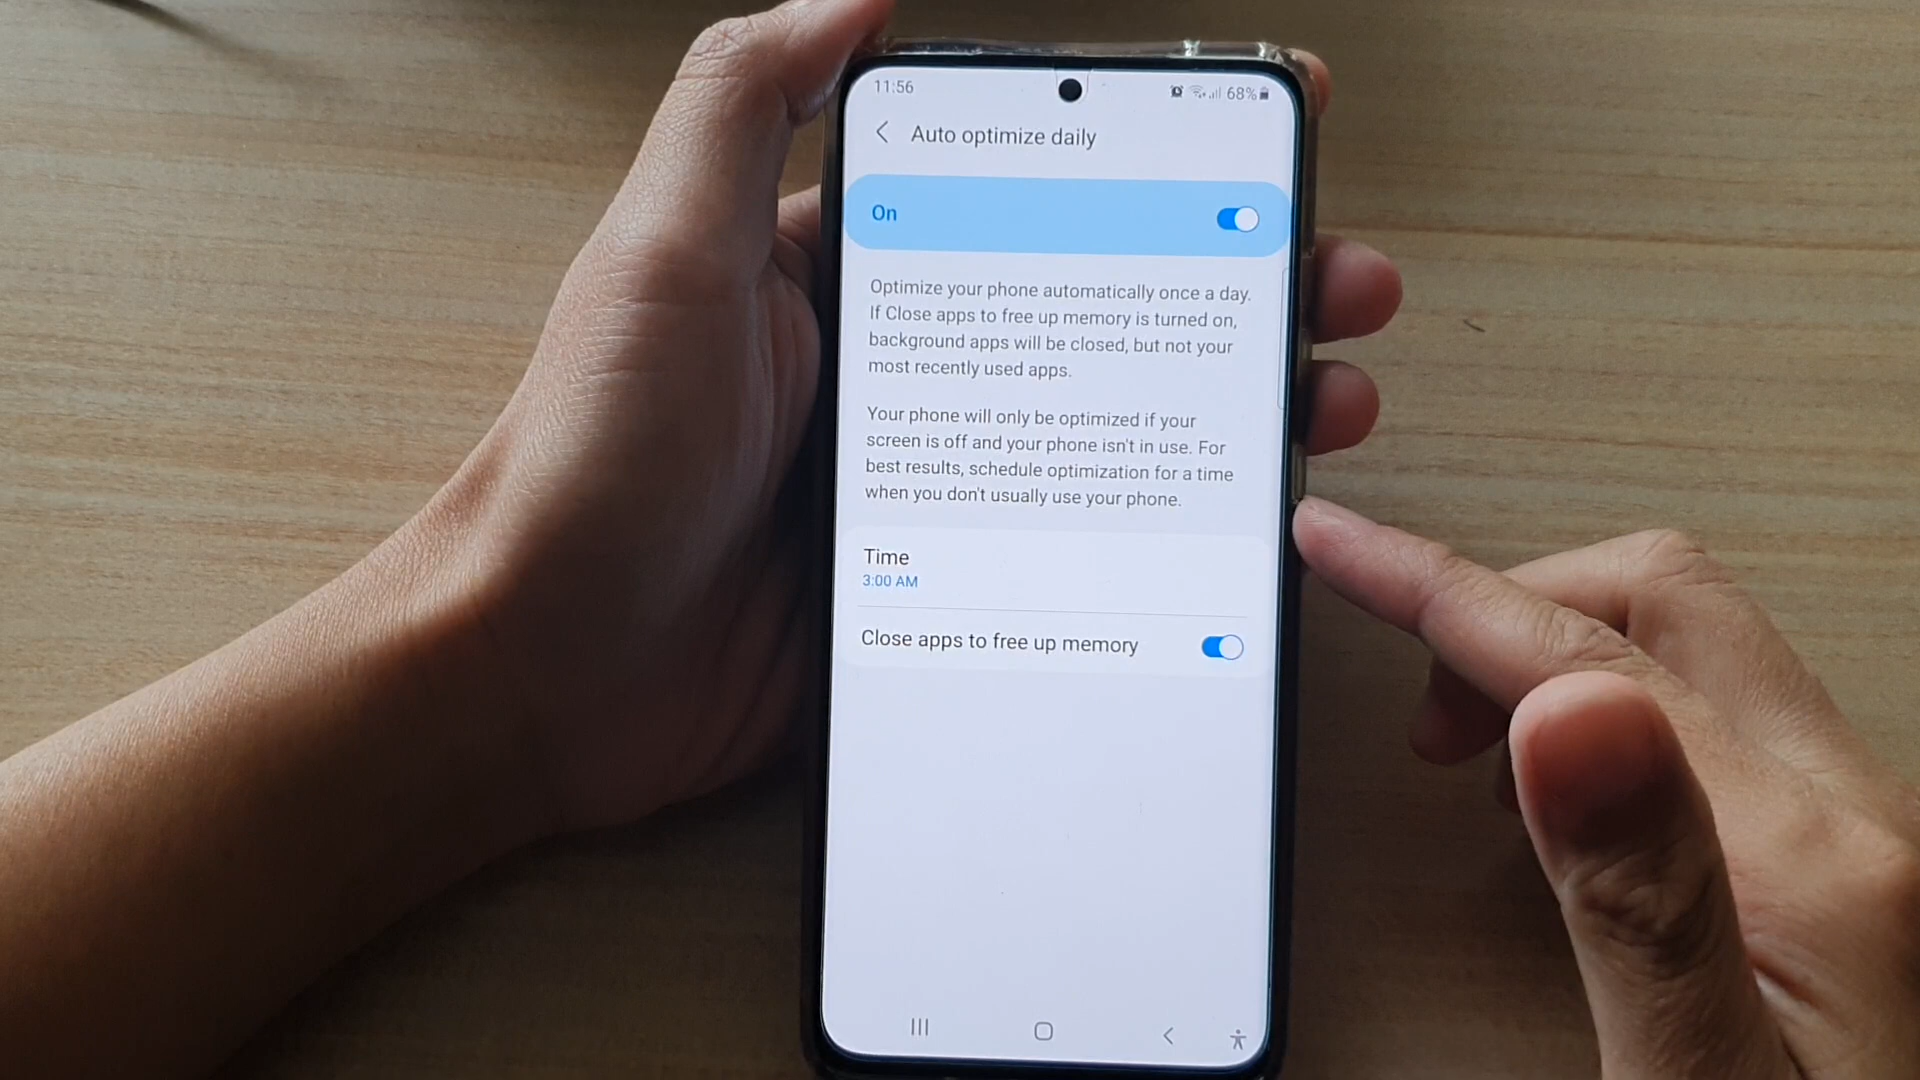 11:56
68%
Auto optimize daily
On
Optimize your phone automatically once a day.
If Close apps to free up memory is turned on,
background apps will be closed, but not your
most recently used apps.
Your phone will only be optimized if your
screen is off and your phone isn't in use. For
best results, schedule optimization for a time
when you don't usually use your phone.
Time
3:00 AM
Close apps to free up memory